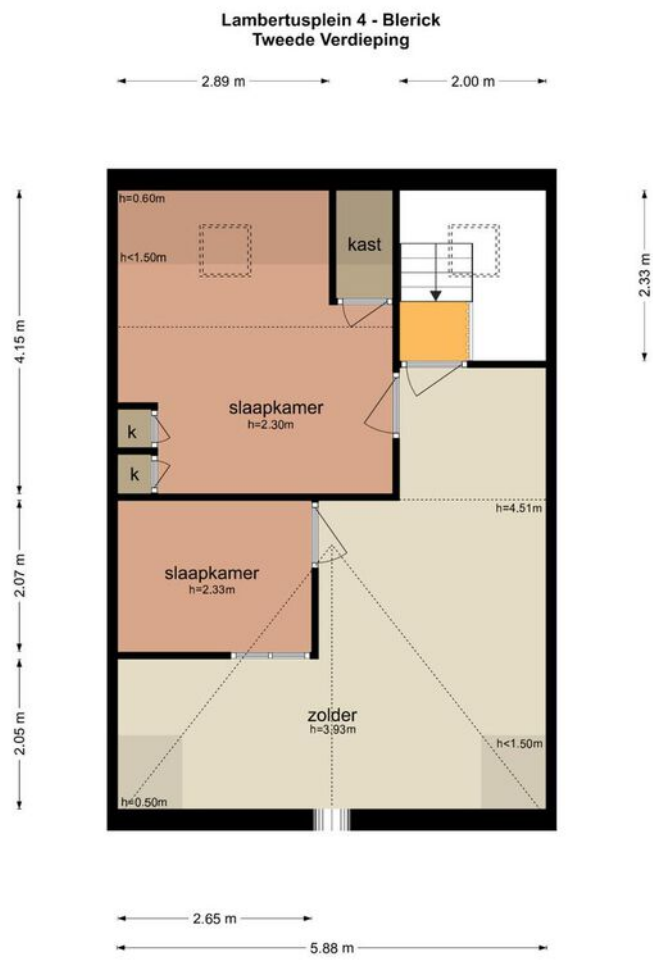 Lambertusplein 4 - Blerick
Tweede Verdieping
2.89 m
2.00 m
h=0.60m
h<1.50m
kast
2.33 m
4.15 m
slaapkamer
h=2.30m
k
k
h=4.51m
slaapkamer
h=2.33m
2.07 m
zolder
h=3.93m
2.05 m
h<1.50m
h=0.50m
2.65 m
5.88 m